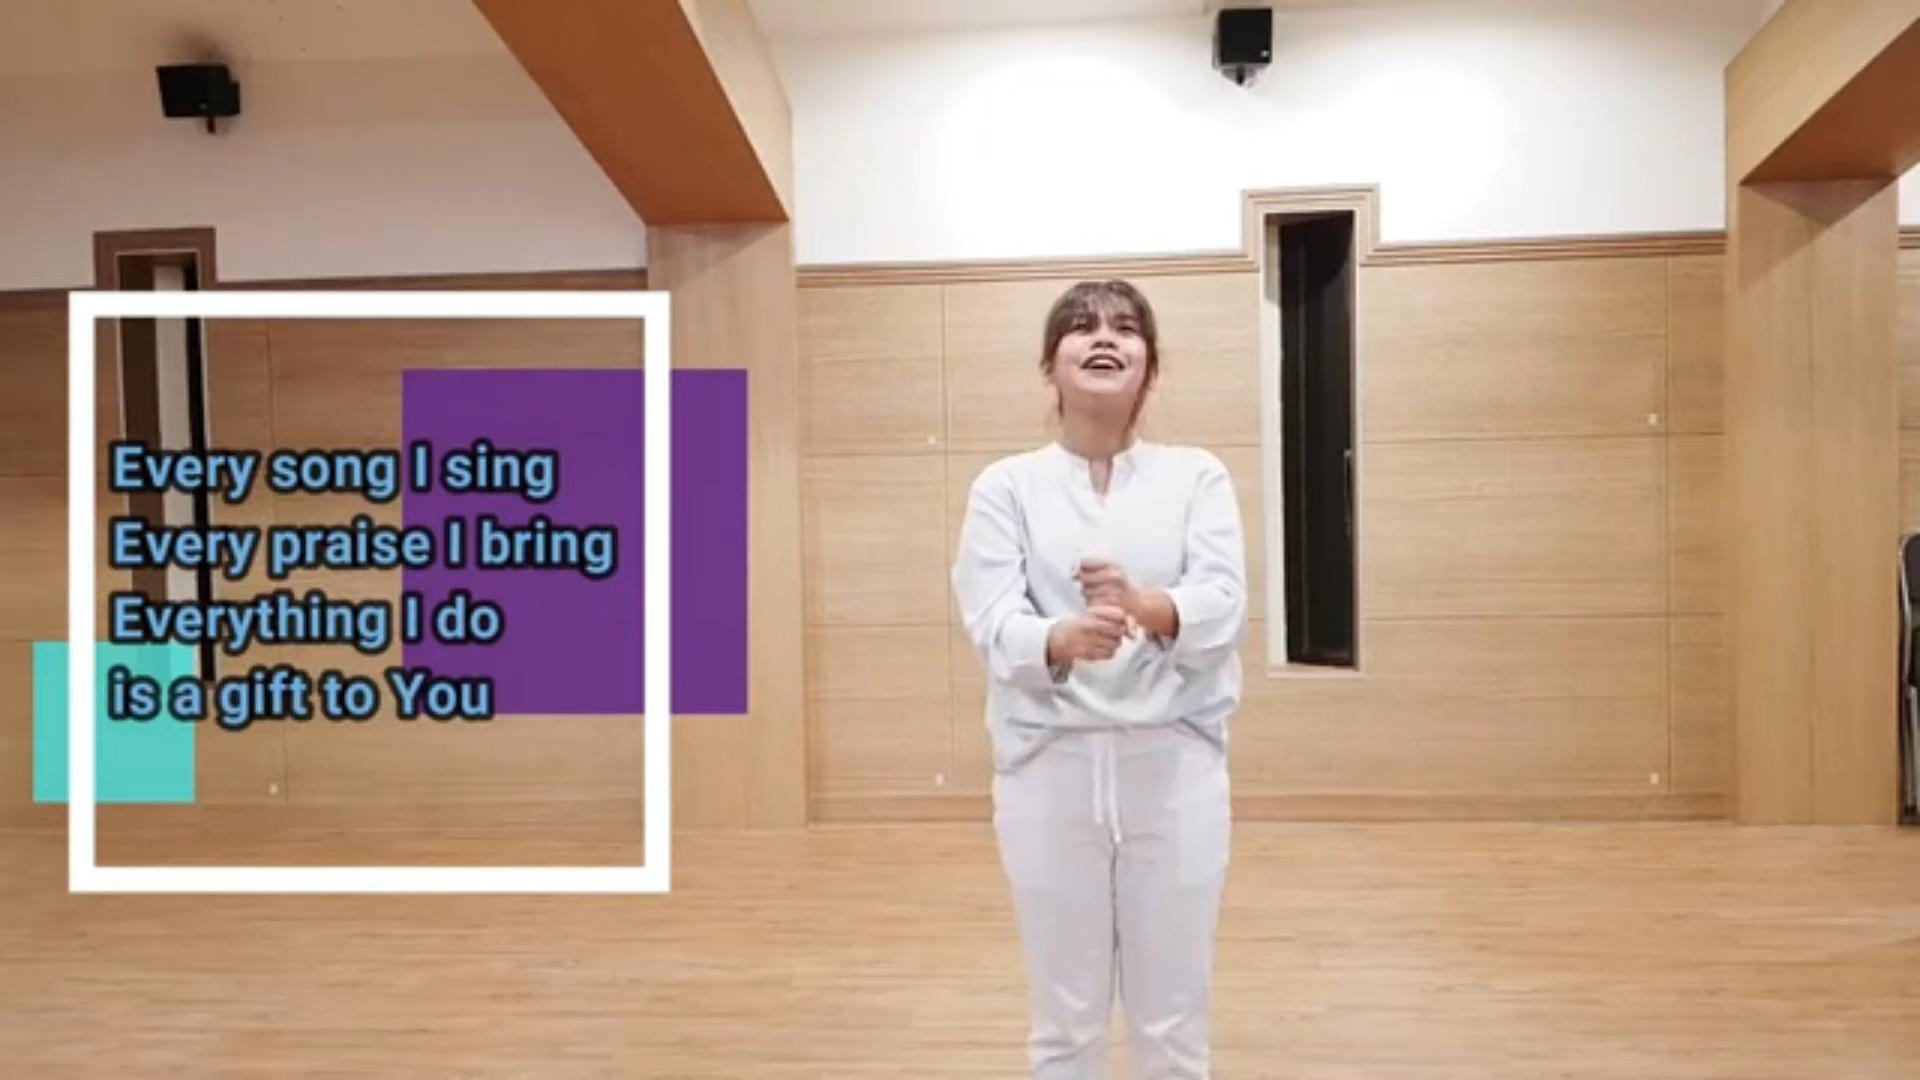 Every song I sing
Every praise I bring
Everything I do
is a gift to You